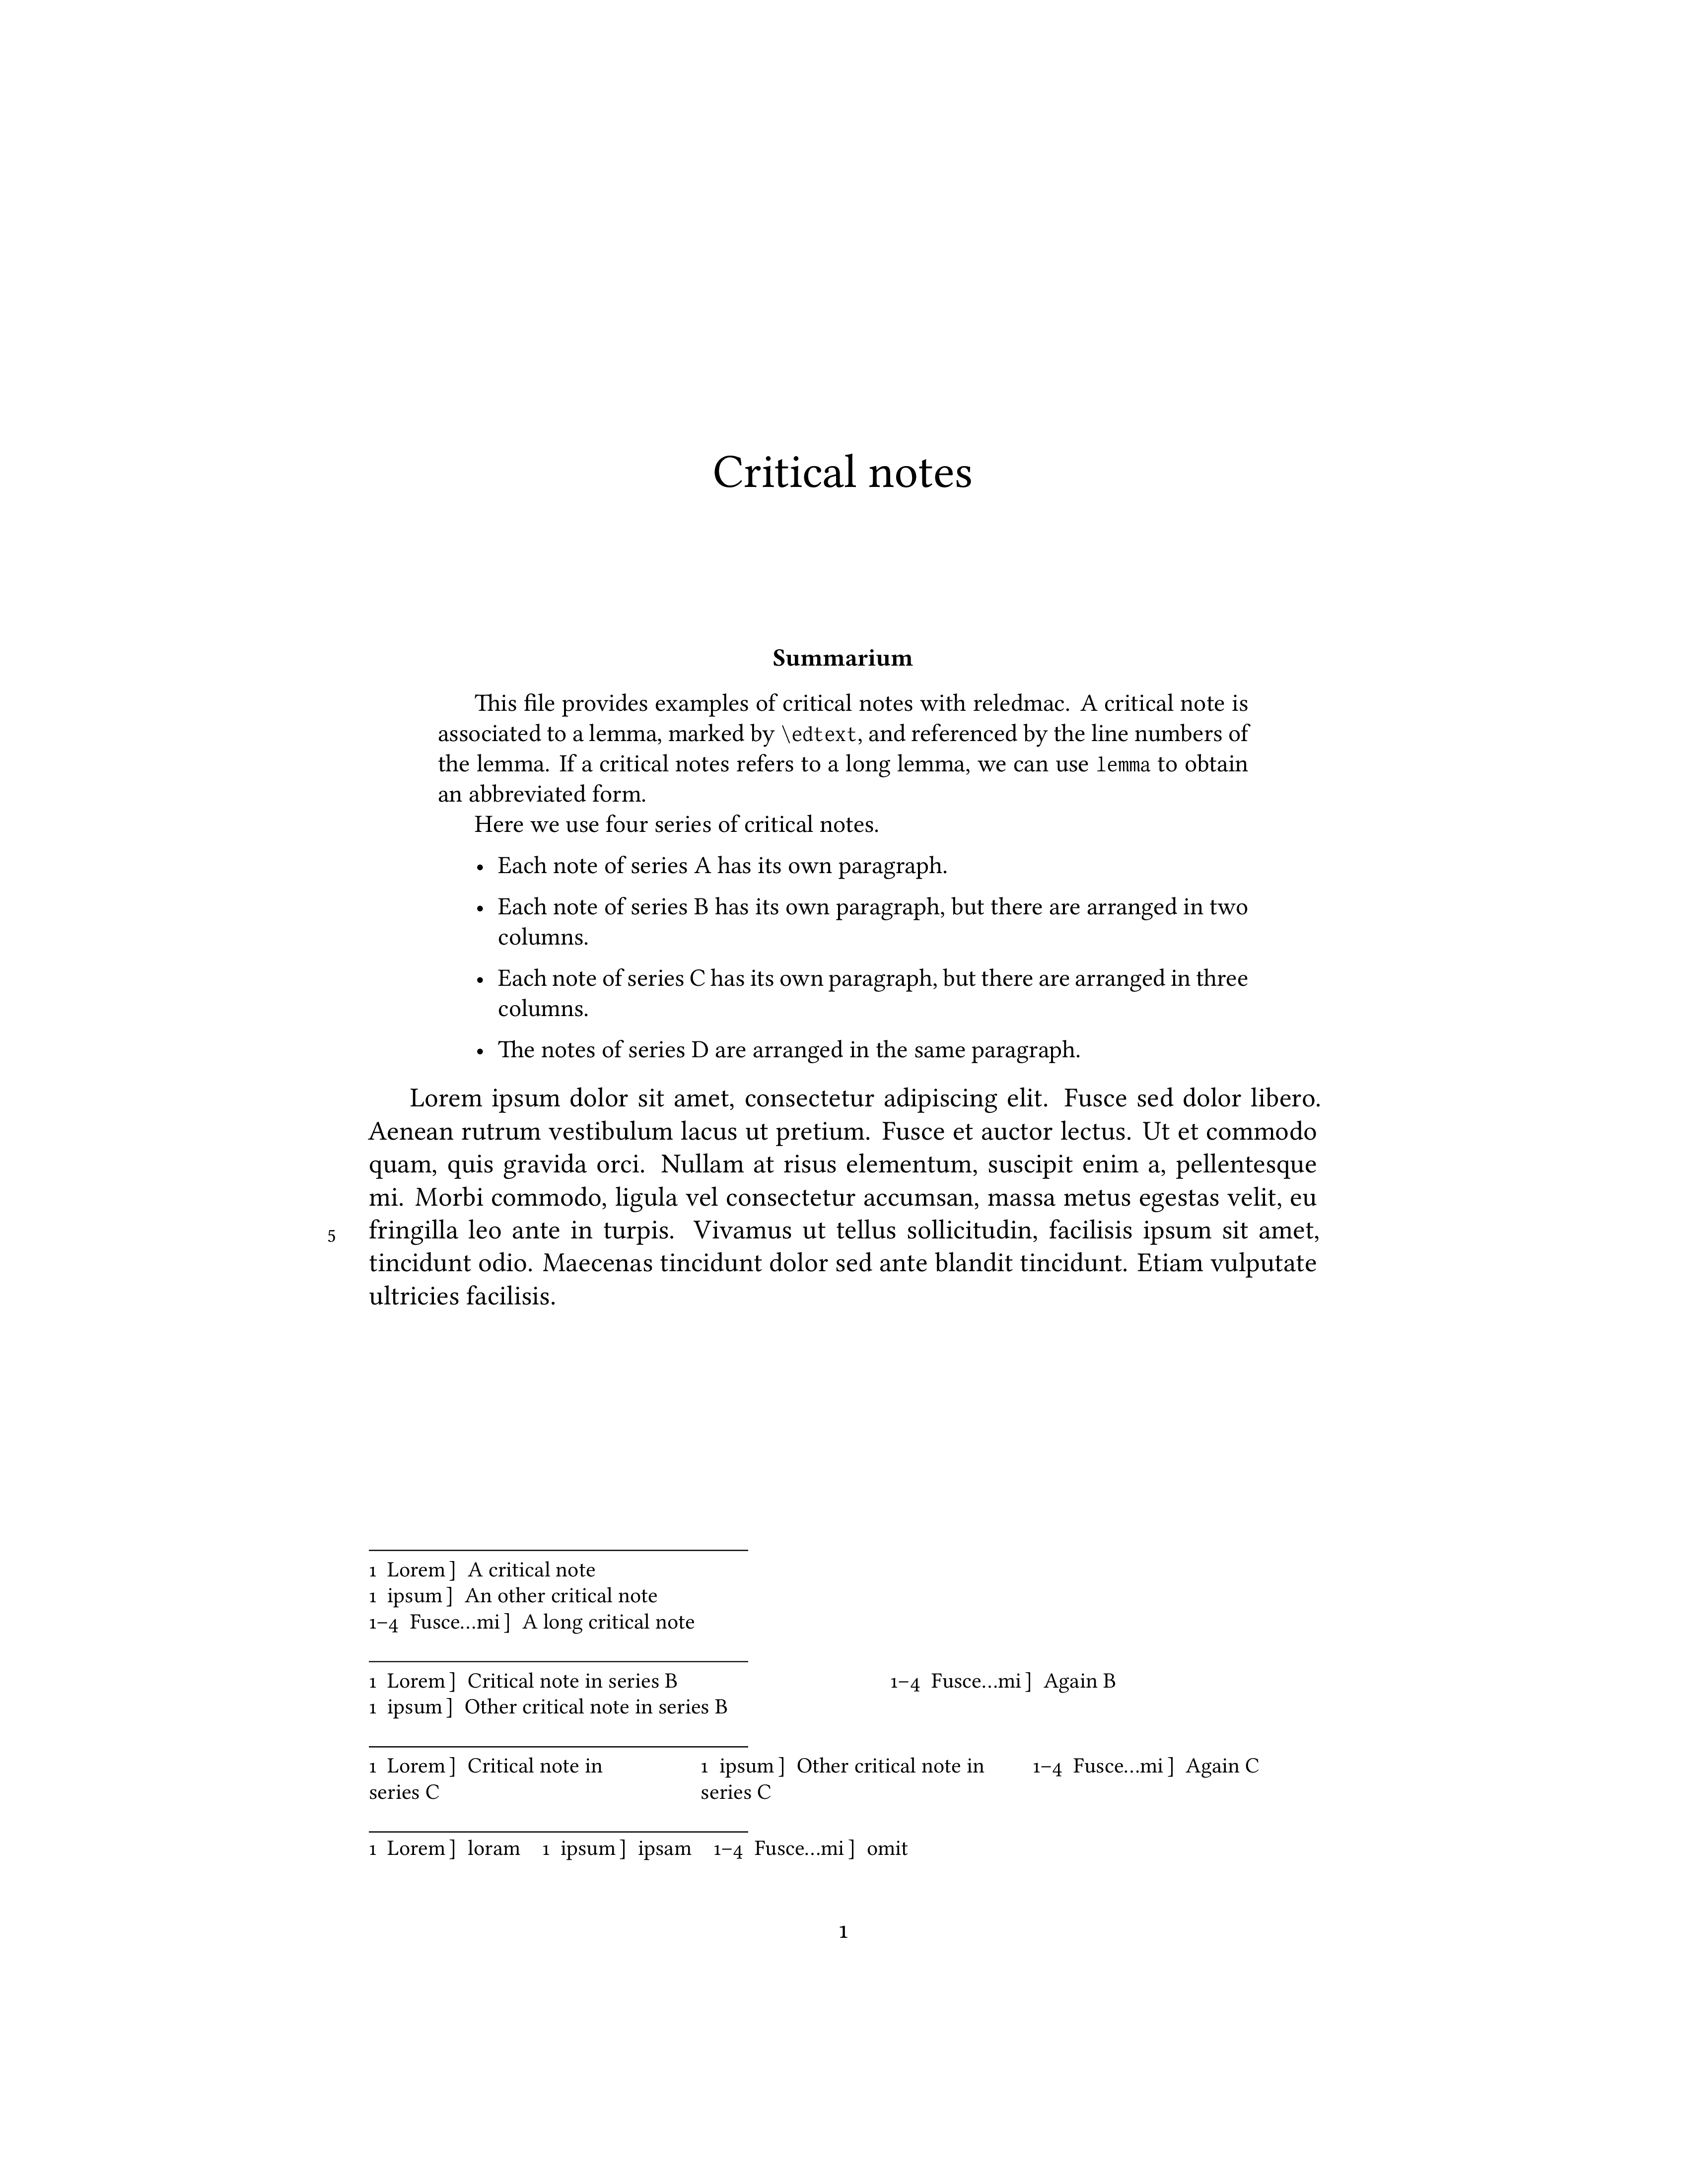 Critical notes
Summarium
This file provides examples of critical notes with reledmac. A critical note is
associated to a lemma, marked by \edtext, and referenced by the line numbers of
the lemma. If a critical notes refers to a long lemma, we can use lemma to obtain
an abbreviated form.
Here we use four series of critical notes.
• Each note of series A has its own paragraph.
• Each note of series B has its own paragraph, but there are arranged in two
columns.
• Each note of series C has its own paragraph, but there are arranged in three
columns.
• The notes of series D are arranged in the same paragraph.
Lorem ipsum dolor sit amet, consectetur adipiscing elit. Fusce sed dolor libero.
Aenean rutrum vestibulum lacus ut pretium. Fusce et auctor lectus. Ut et commodo
quam, quis gravida orci. Nullam at risus elementum, suscipit enim a, pellentesque
mi. Morbi commodo, ligula vel consectetur accumsan, massa metus egestas velit, eu
5 fringilla leo ante in turpis. Vivamus ut tellus sollicitudin, facilisis ipsum sit amet,
tincidunt odio. Maecenas tincidunt dolor sed ante blandit tincidunt. Etiam vulputate
ultricies facilisis.
1 Lorem] A critical note
1 ipsum] An other critical note
1–4 Fusce…mi] A long critical note
1 Lorem] Critical note in series B
1 ipsum] Other critical note in series B
1–4 Fusce…mi] Again B
1 Lorem] Critical note in
series C
1 ipsum] Other critical note in
series C
1–4 Fusce…mi] Again C
1 Lorem] loram 1 ipsum] ipsam 1–4 Fusce…mi] omit
1